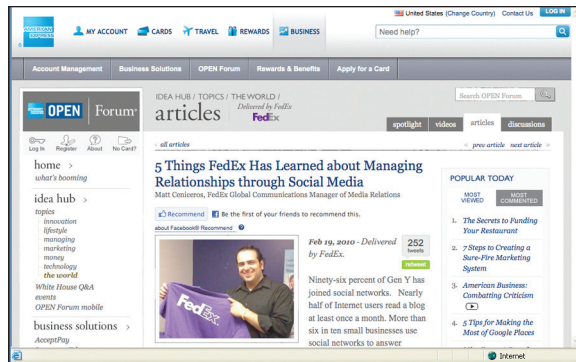 United States (Change Country) Contact Us LOG IN
AMERICAN EXPRESS
MY ACCOUNT CARDS TRAVEL REWARDS BUSINESS
Need help?
Account Management Business Solutions OPEN Forum Rewards & Benefits Apply for a Card
OPEN Forum
Log In Register About No Card?
home >
what's booming
idea hub >
topics
innovation
lifestyle
managing
marketing
money
technology
the world
White House Q&A
events
OPEN Forum mobile
business solutions >
AcceptPay
IDEA HUB / TOPICS / THE WORLD /
articles
Delivered by FedEx
FedEx
Search OPEN Forum
spotlight videos articles discussions
‹ all articles
« prev article next article »
5 Things FedEx Has Learned about Managing
Relationships through Social Media
Matt Ceniceros, FedEx Global Communications Manager of Media Relations
Recommend Be the first of your friends to recommend this.
about Facebook® Recommend
FedEx
Feb 19, 2010 - Delivered
by FedEx.
252
tweets
retweet
Ninety-six percent of Gen Y has
joined social networks. Nearly
half of Internet users read a blog
at least once a month. More than
six in ten small businesses use
social networks to answer
POPULAR TODAY
MOST
VIEWED
MOST
COMMENTED
1. The Secrets to Funding
Your Restaurant
2. 7 Steps to Creating a
Sure-Fire Marketing
System
3. American Business:
Combatting Criticism
4. 5 Tips for Making the
Most of Google Places
Internet